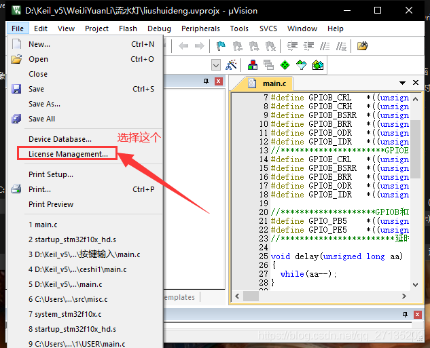 D:\Keil_v5\WeiJiYuanLi\流水灯\liushuideng.uvprojx - µVision
File Edit View Project Flash Debug Peripherals Tools SVCS Window Help
New... Ctrl+N
Open Ctrl+O
Close
Save Ctrl+S
Save As...
Save All
Device Database...
选择这个
License Management...
Print Setup...
Print... Ctrl+P
Print Preview
1 main.c
2 startup_stm32f10x_hd.s
3 D:\Keil_v5\...\按键输入\main.c
4 D:\Keil_v5\...\ceshi1\main.c
5 D:\Keil_v5\...\main.c
6 C:\Users\...\src\misc.c
7 system_stm32f10x.c
8 startup_stm32f10x_hd.s
9 C:\Users\...\1\USER\main.c
emplates
main.c
7 #define GPIOB_CRL *((unsign
8 #define GPIOB_CRH *((unsign
9 #define GPIOB_BSRR *((unsign
10 #define GPIOB_BRR *((unsign
11 #define GPIOB_ODR *((unsign
12 #define GPIOB_IDR *((unsign
13 //************************GPIOE
14 #define GPIOE_CRL *((unsign
15 #define GPIOE_CRH *((unsign
16 #define GPIOE_BSRR *((unsign
17 #define GPIOE_BRR *((unsign
18 #define GPIOE_ODR *((unsign
19 #define GPIOE_IDR *((unsign
20
21 //**********************GPIOB和
22 #define GPIO_PB5 *((unsign
23 #define GPIO_PE5 *((unsign
24 //**************************延时
25
26 void delay(unsigned long aa)
27 {
28 while(aa--);